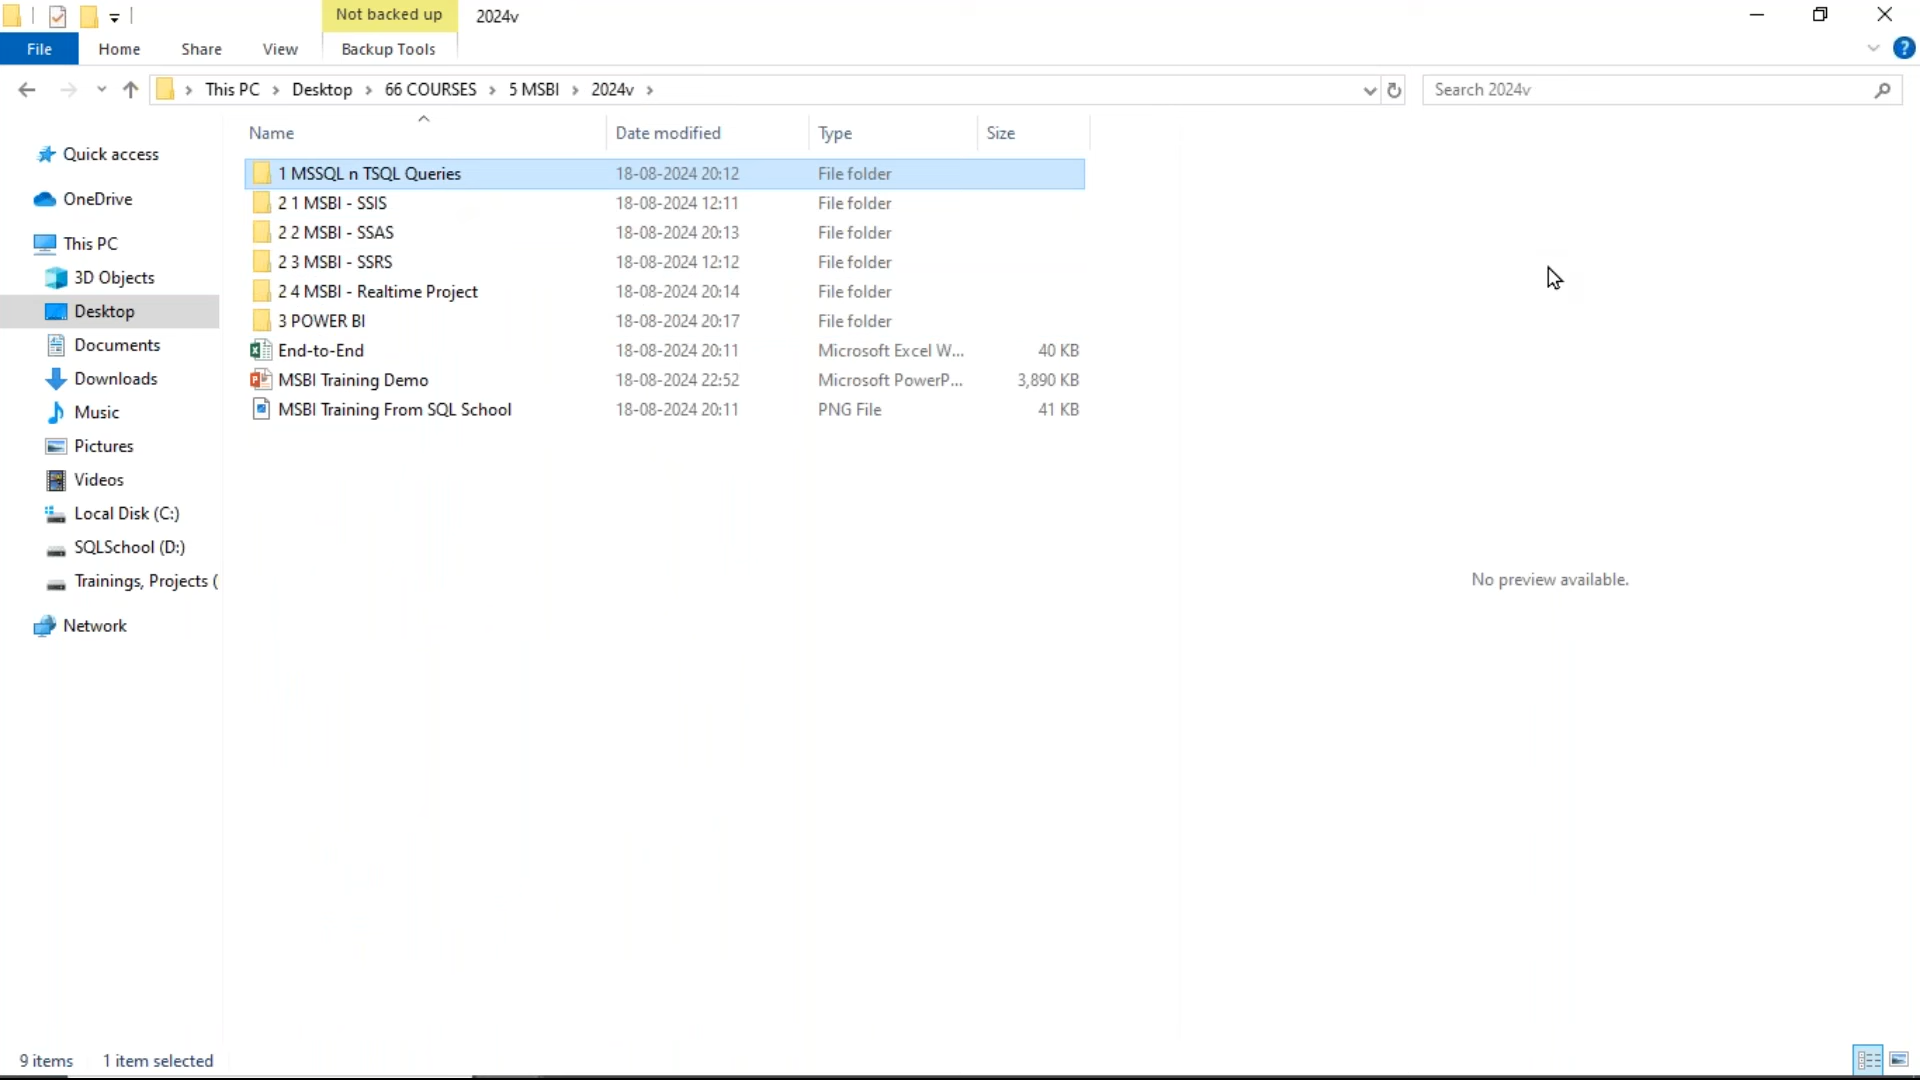 Not backed up 2024v
File Home Share View Backup Tools
This PC Desktop 66 COURSES 5 MSBI 2024v Search 2024v
Quick access
OneDrive
This PC
3D Objects
Desktop
Documents
Downloads
Music
Pictures
Videos
Local Disk (C:)
SQLSchool (D:)
Trainings, Projects (
Network
Name Date modified Type Size
1 MSSQL n TSQL Queries 18-08-2024 20:12 File folder
2 1 MSBI - SSIS 18-08-2024 12:11 File folder
2 2 MSBI - SSAS 18-08-2024 20:13 File folder
2 3 MSBI - SSRS 18-08-2024 12:12 File folder
2 4 MSBI - Realtime Project 18-08-2024 20:14 File folder
3 POWER BI 18-08-2024 20:17 File folder
End-to-End 18-08-2024 20:11 Microsoft Excel W... 40 KB
MSBI Training Demo 18-08-2024 22:52 Microsoft PowerP... 3,890 KB
MSBI Training From SQL School 18-08-2024 20:11 PNG File 41 KB
No preview available.
9 items 1 item selected